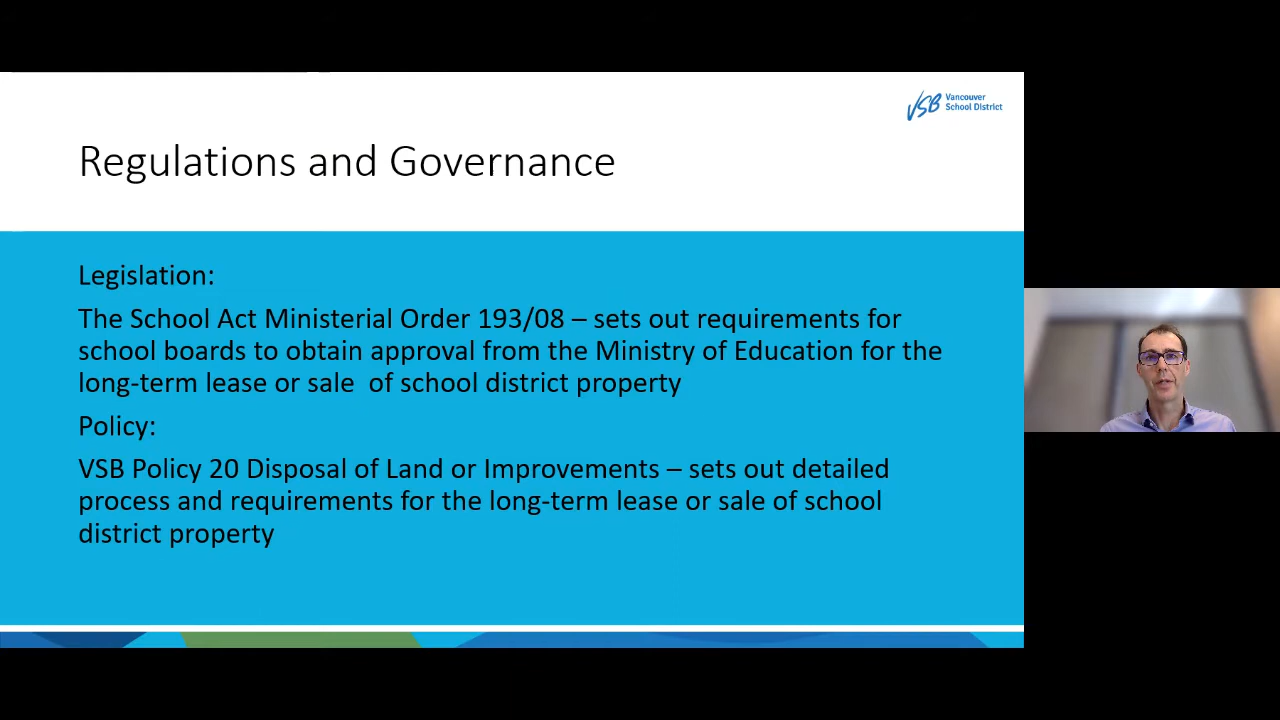 VSB Vancouver
School District
Regulations and Governance
Legislation:
The School Act Ministerial Order 193/08 – sets out requirements for
school boards to obtain approval from the Ministry of Education for the
long-term lease or sale  of school district property
Policy:
VSB Policy 20 Disposal of Land or Improvements – sets out detailed
process and requirements for the long-term lease or sale of school
district property